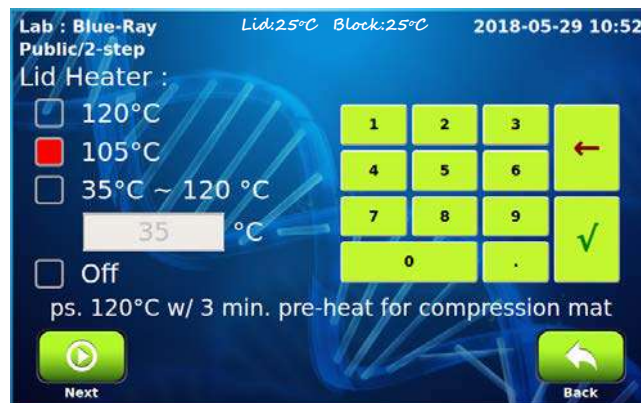 Lab : Blue-Ray
Lid:25°C Block:25°C
2018-05-29 10:52
Public/2-step
Lid Heater :
120°C
105°C
35°C ~ 120 °C
35 °C
Off
1 2 3 ←
4 5 6
7 8 9 √
0 .
ps. 120°C w/ 3 min. pre-heat for compression mat
Next
Back